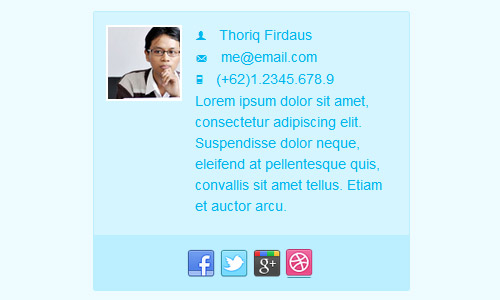 Thoriq Firdaus
me@email.com
(+62)1.2345.678.9
Lorem ipsum dolor sit amet,
consectetur adipiscing elit.
Suspendisse dolor neque,
eleifend at pellentesque quis,
convallis sit amet tellus. Etiam
et auctor arcu.
f g+